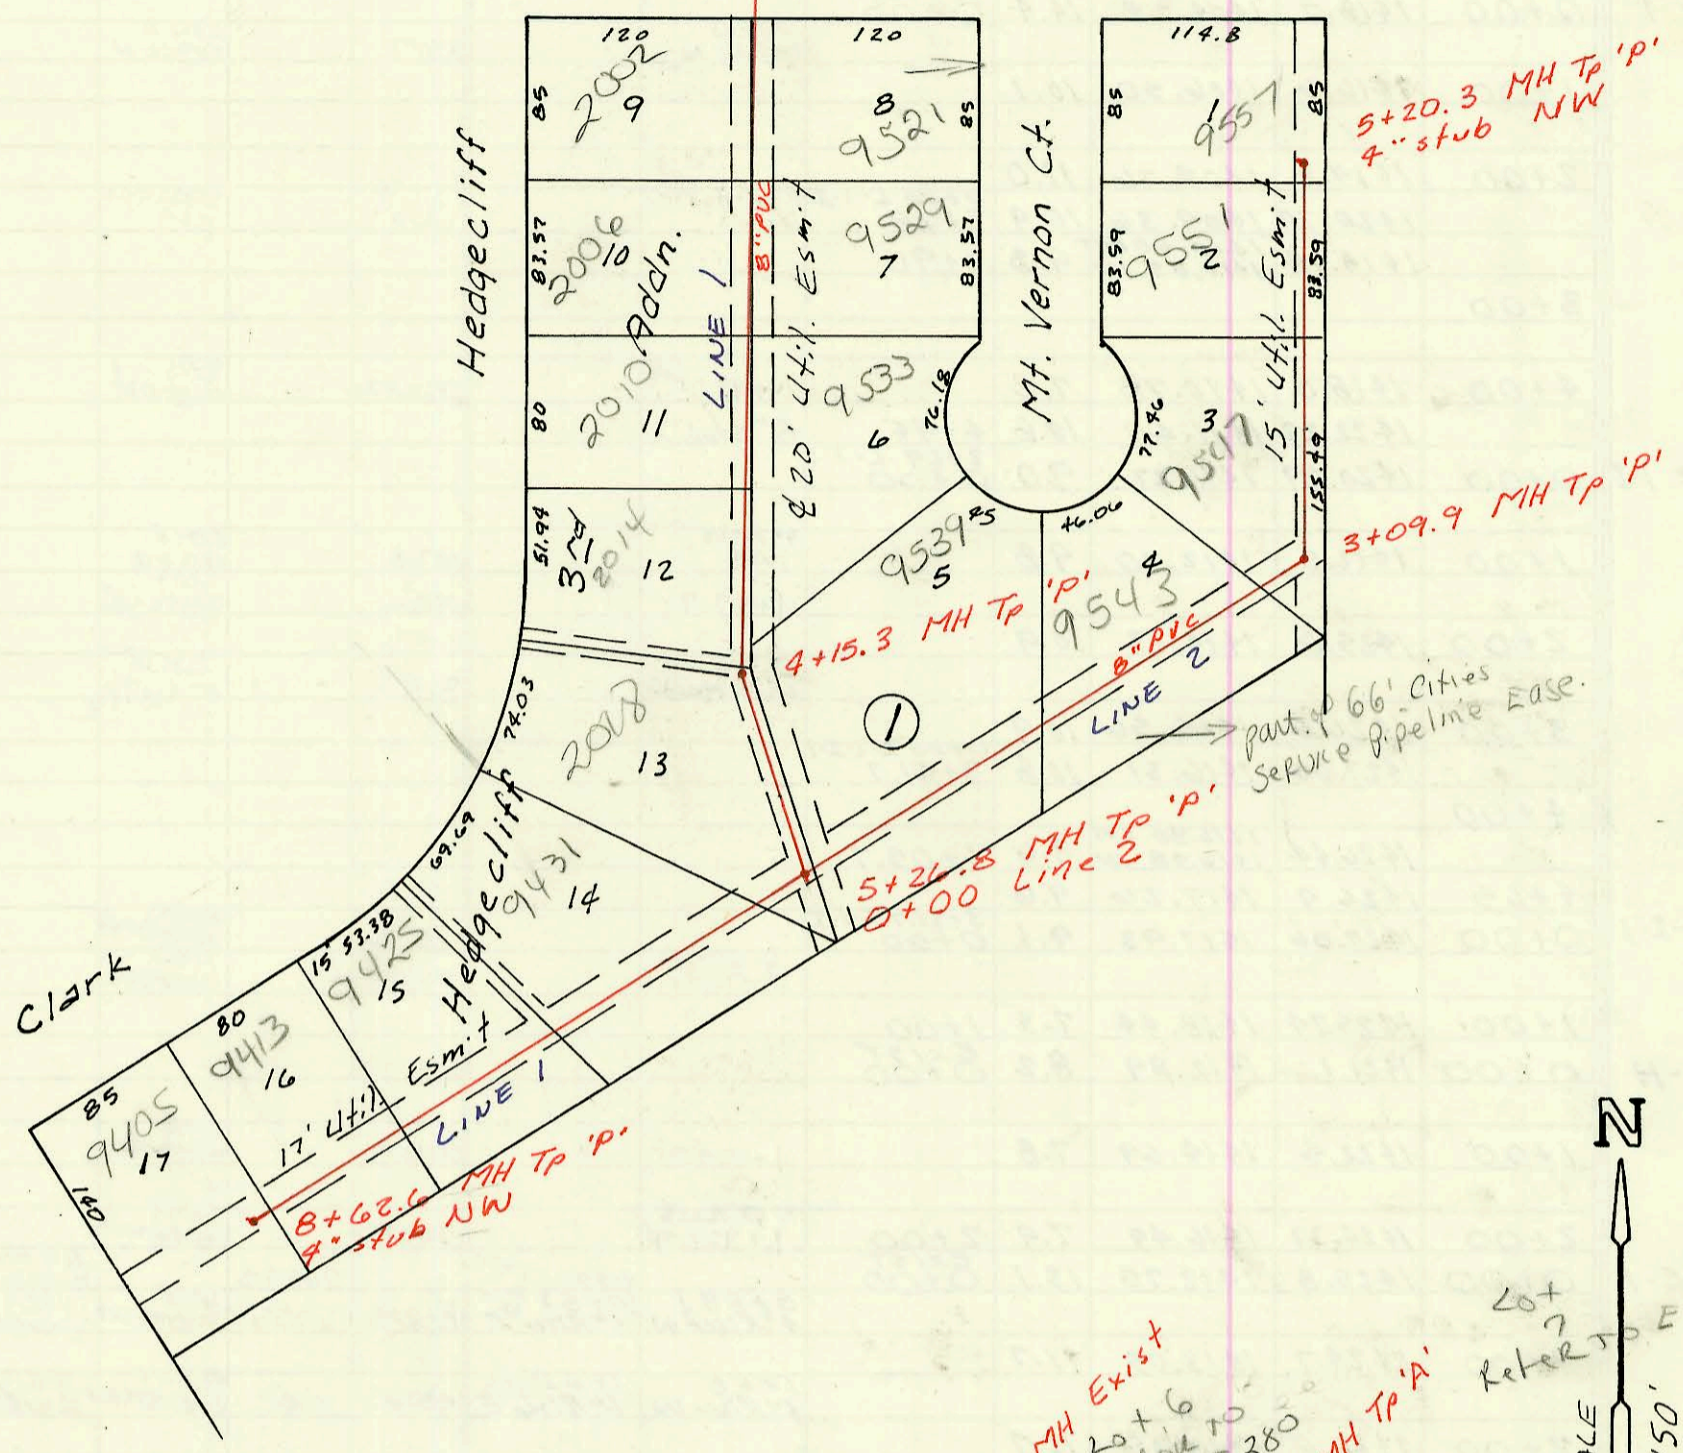 120
120
114.8
85
2002
9
8
9521
85
85
1
9557
85
5+20.3 MH Tp 'P'
4" stub NW
Hedgecliff
83.57
2006
10
Addn.
LINE 1
8" PVC
20' Util. Esm't
9529
7
83.57
Mt. Vernon Ct.
83.59
9551
2
15' Util. Esm't
83.59
80
2010
11
9533
6
76.18
77.46
3
9547
155.49
51.94
3rd
2014
12
9539
45
5
46.06
4
9543
3+09.9 MH Tp 'P'
4+15.3 MH Tp 'P'
8" PVC
LINE 2
74.03
13
1
part of 66' Cities
Service Pipeline Ease.
69.69
Hedgecliff
9431
14
5+26.8 MH Tp 'P'
0+00 Line 2
Clark
15' 53.38
9425
15
80
9413
16
85
9405
17
140
17' Util. Esm't
LINE 1
8+62.6 MH Tp 'P'
4" stub NW
N
MH Exist
MH Tp 'A'
Lot
7
Refer to E
50'